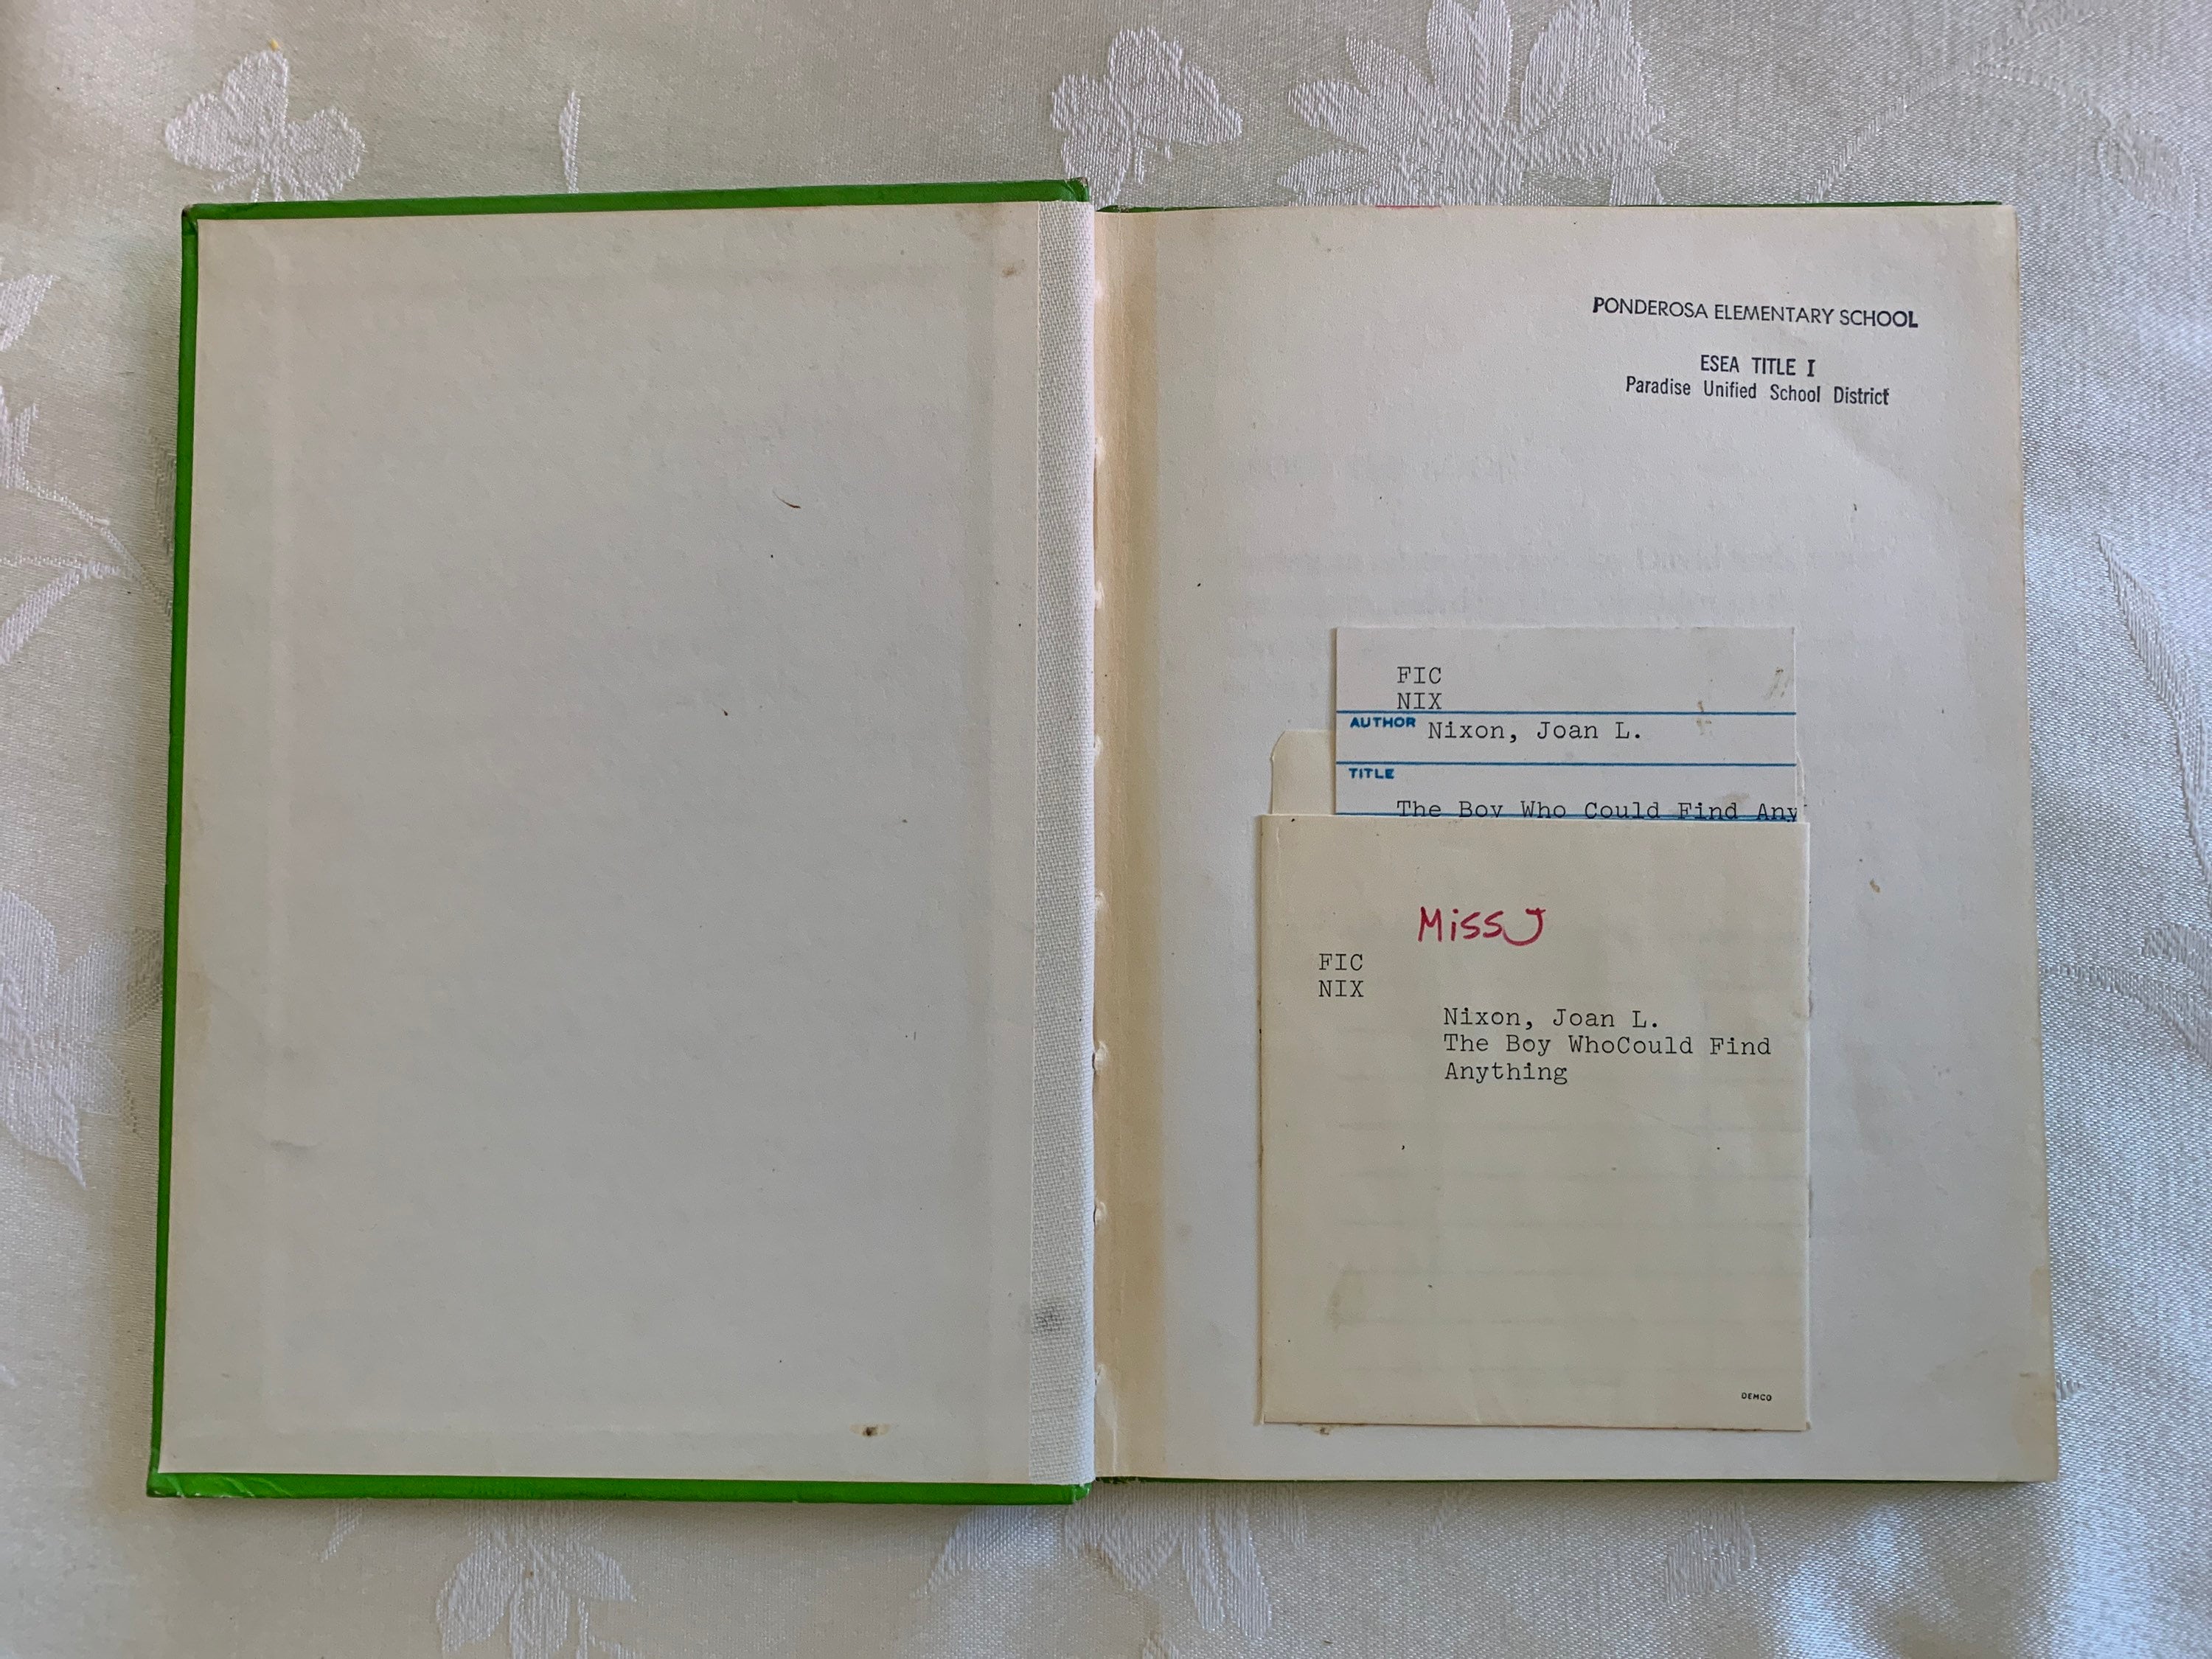 PONDEROSA ELEMENTARY SCHOOL
ESEA TITLE I
Paradise Unified School District
FIC
NIX
AUTHOR Nixon, Joan L.
TITLE
The Boy Who Could Find Any
Miss J
FIC
NIX
Nixon, Joan L.
The Boy WhoCould Find
Anything
DEMCO